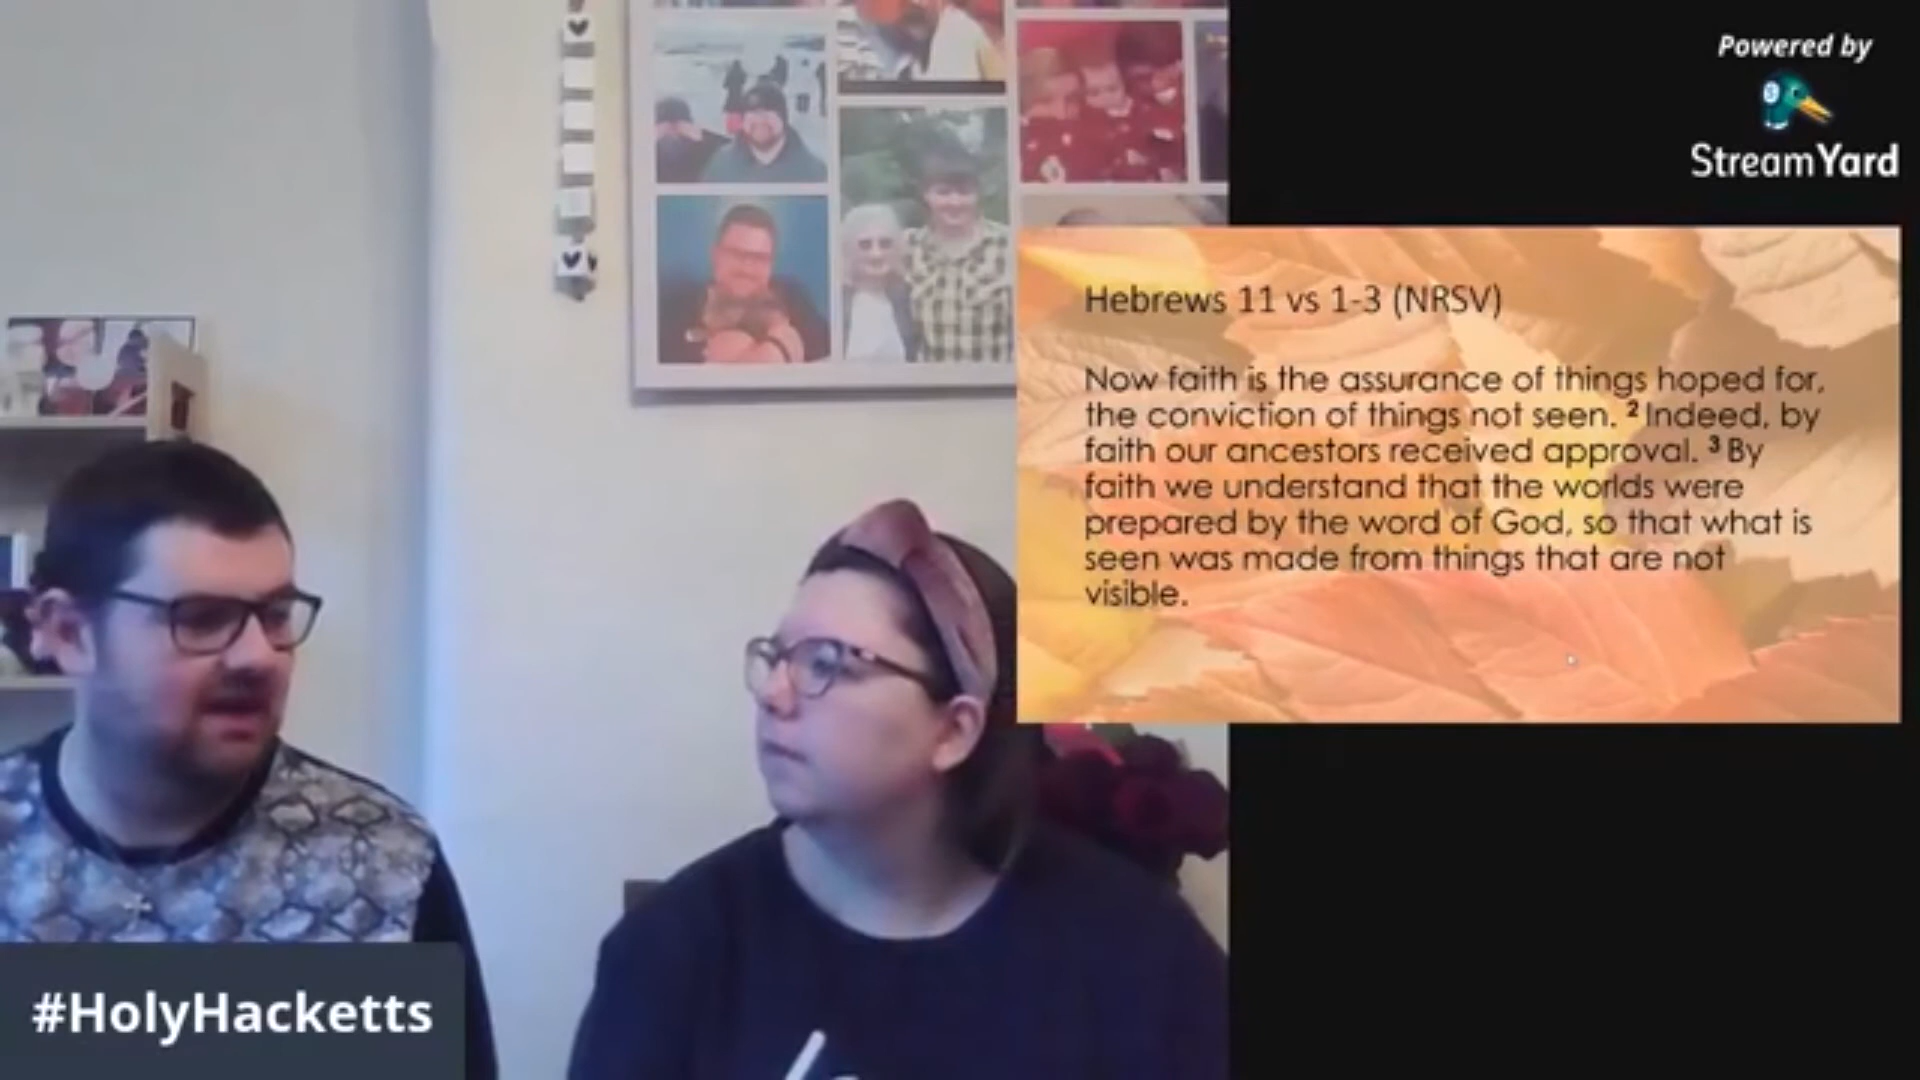 Powered by
StreamYard
Hebrews 11 vs 1-3 (NRSV)
Now faith is the assurance of things hoped for,
the conviction of things not seen. ² Indeed, by
faith our ancestors received approval. ³ By
faith we understand that the worlds were
prepared by the word of God, so that what is
seen was made from things that are not
visible.
#HolyHacketts